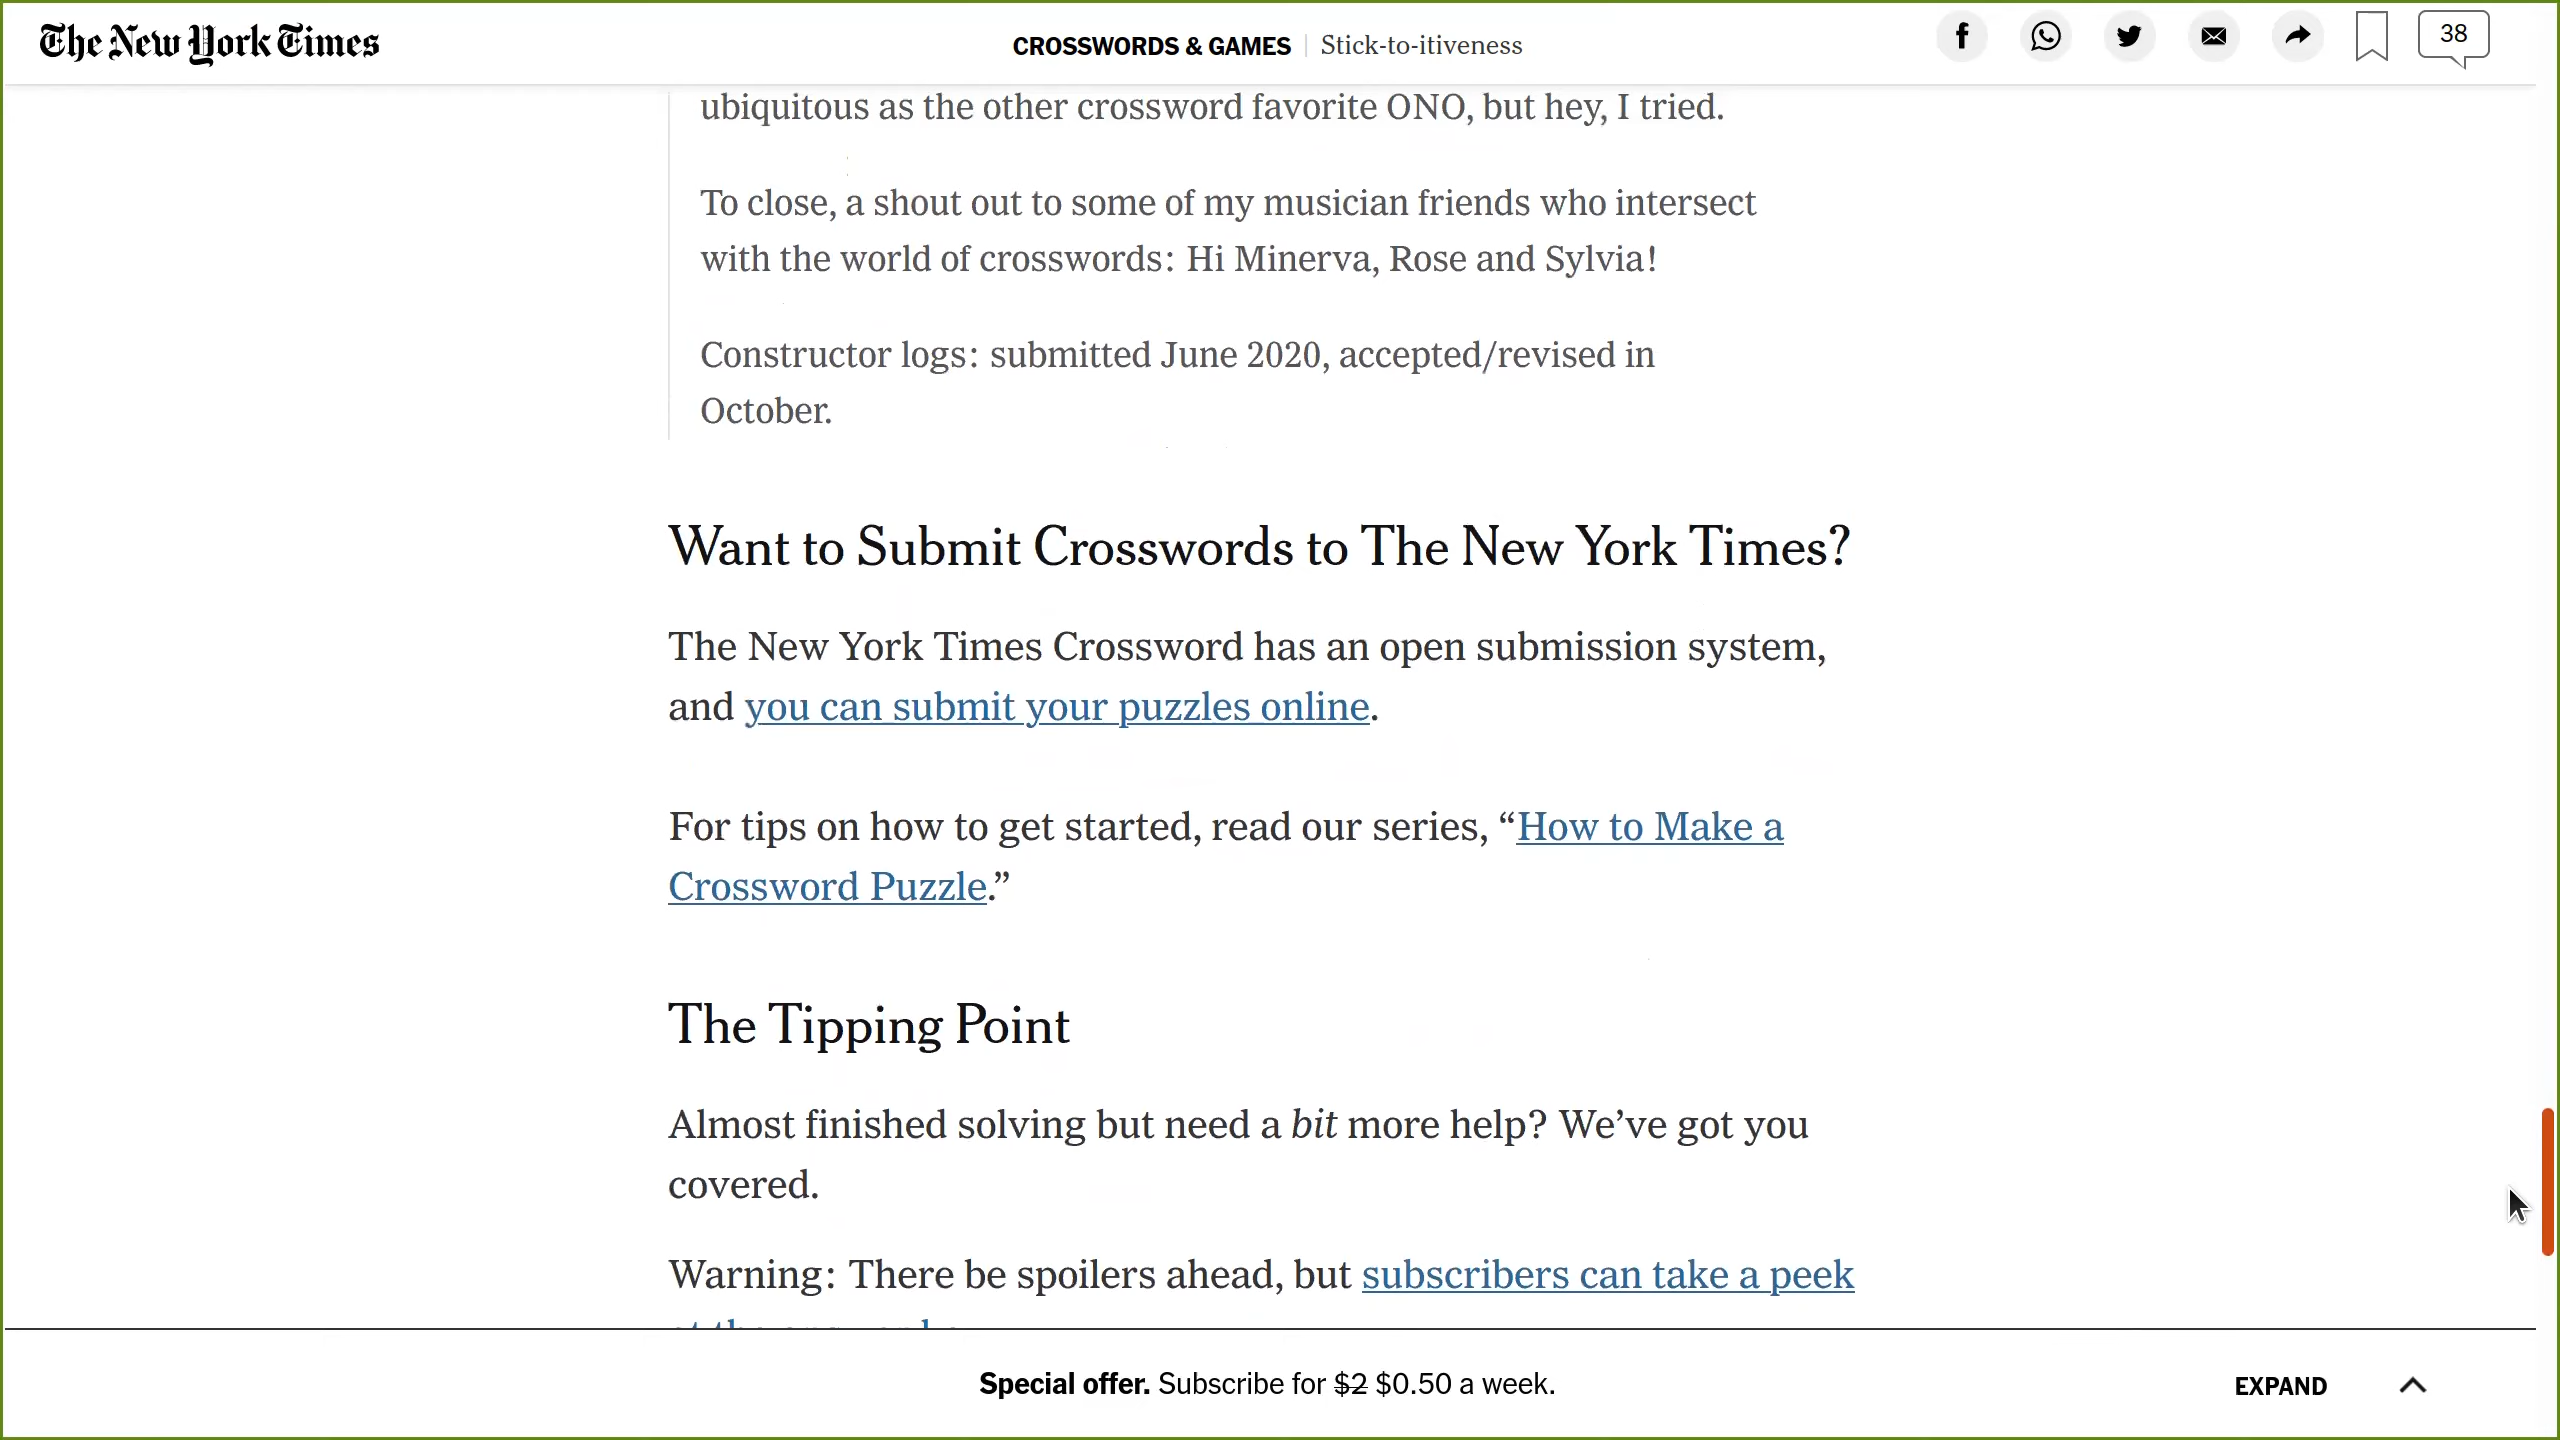 The New York Times
CROSSWORDS & GAMES | Stick-to-itiveness
38
ubiquitous as the other crossword favorite ONO, but hey, I tried.
To close, a shout out to some of my musician friends who intersect
with the world of crosswords: Hi Minerva, Rose and Sylvia!
Constructor logs: submitted June 2020, accepted/revised in
October.
Want to Submit Crosswords to The New York Times?
The New York Times Crossword has an open submission system,
and you can submit your puzzles online.
For tips on how to get started, read our series, “How to Make a
Crossword Puzzle.”
The Tipping Point
Almost finished solving but need a bit more help? We’ve got you
covered.
Warning: There be spoilers ahead, but subscribers can take a peek
Special offer. Subscribe for $2 $0.50 a week.
EXPAND